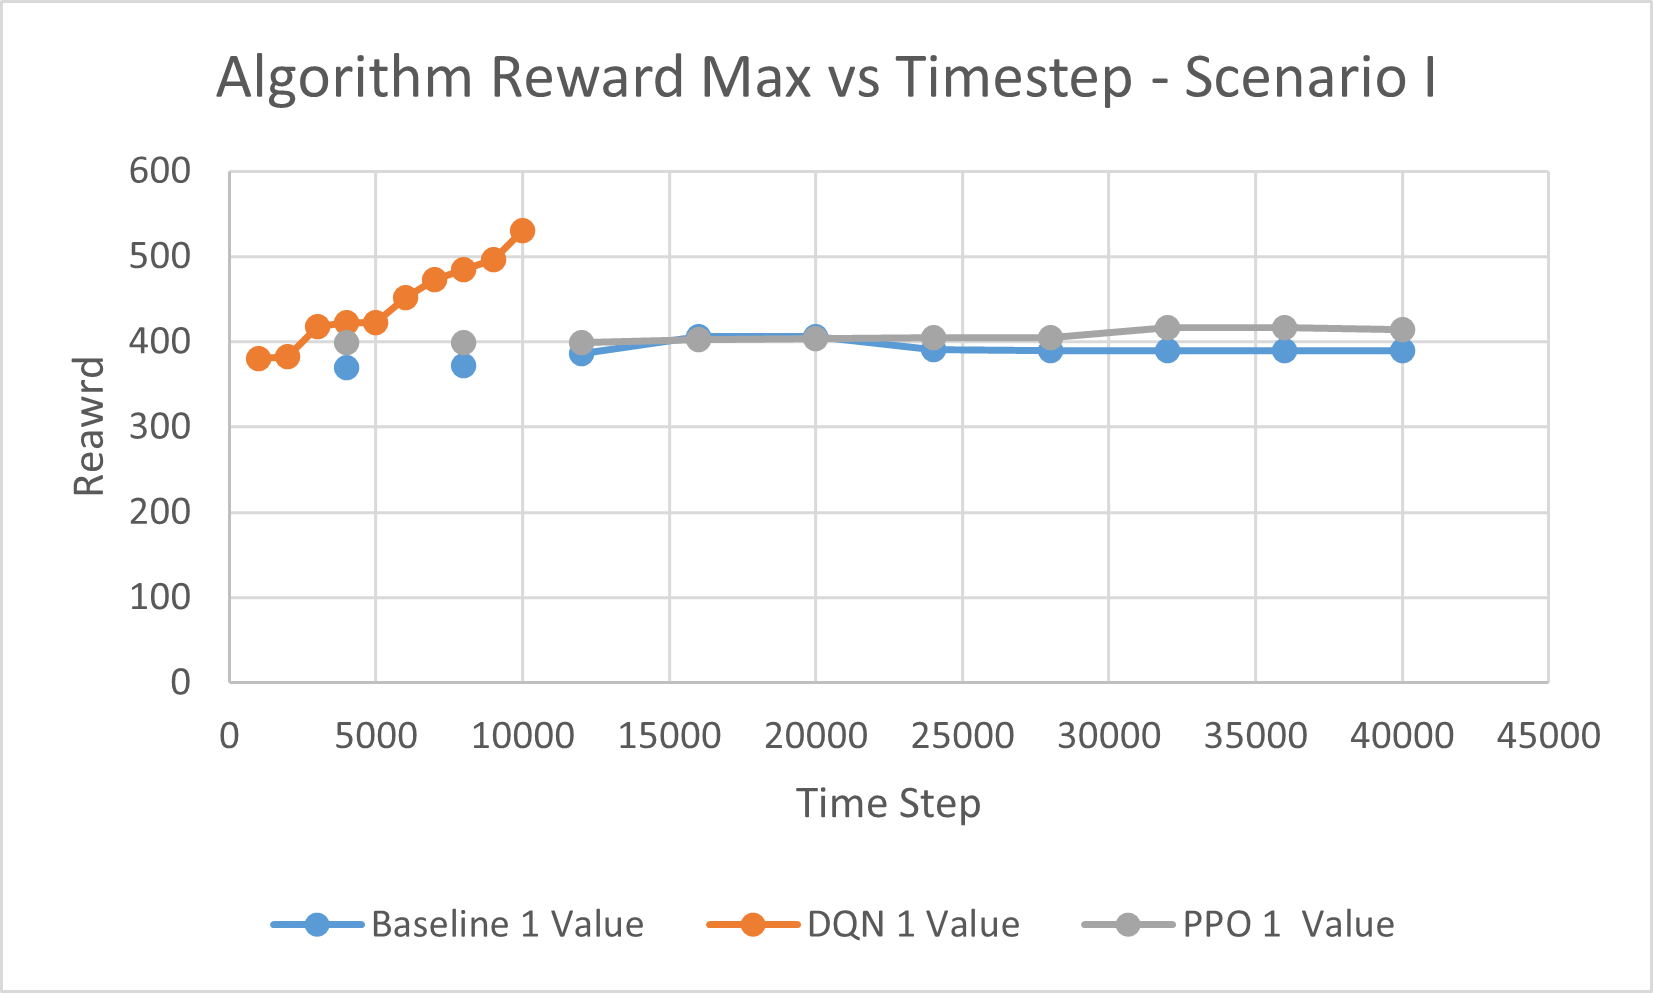 Algorithm Reward Max vs Timestep - Scenario I
600
500
400
300
200
100
0
Reawrd
0 5000 10000 15000 20000 25000 30000 35000 40000 45000
Time Step
Baseline 1 Value DQN 1 Value PPO 1  Value